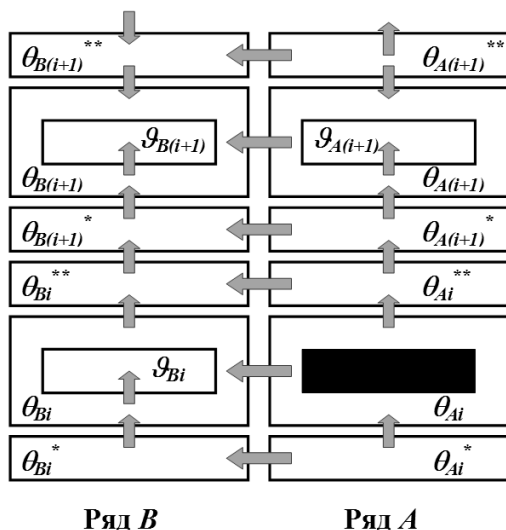 θB(i+1)** θA(i+1)**
ϑB(i+1) ϑA(i+1)
θB(i+1) θA(i+1)
θB(i+1)* θA(i+1)*
θBi** θAi**
ϑBi
θBi θAi
θBi* θAi*
Ряд B Ряд A